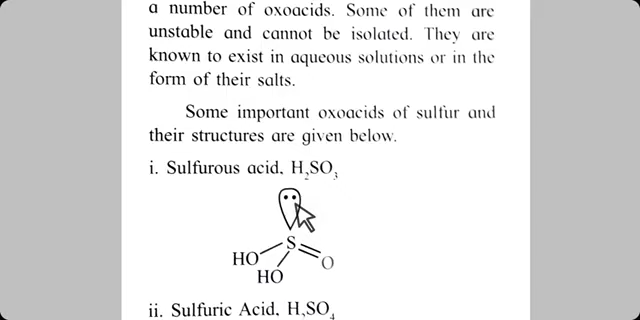 a number of oxoacids. Some of them are
unstable and cannot be isolated. They are
known to exist in aqueous solutions or in the
form of their salts.
Some important oxoacids of sulfur and
their structures are given below.
i. Sulfurous acid, H₂SO₃
S
HO
O
HO
ii. Sulfuric Acid, H₂SO₄